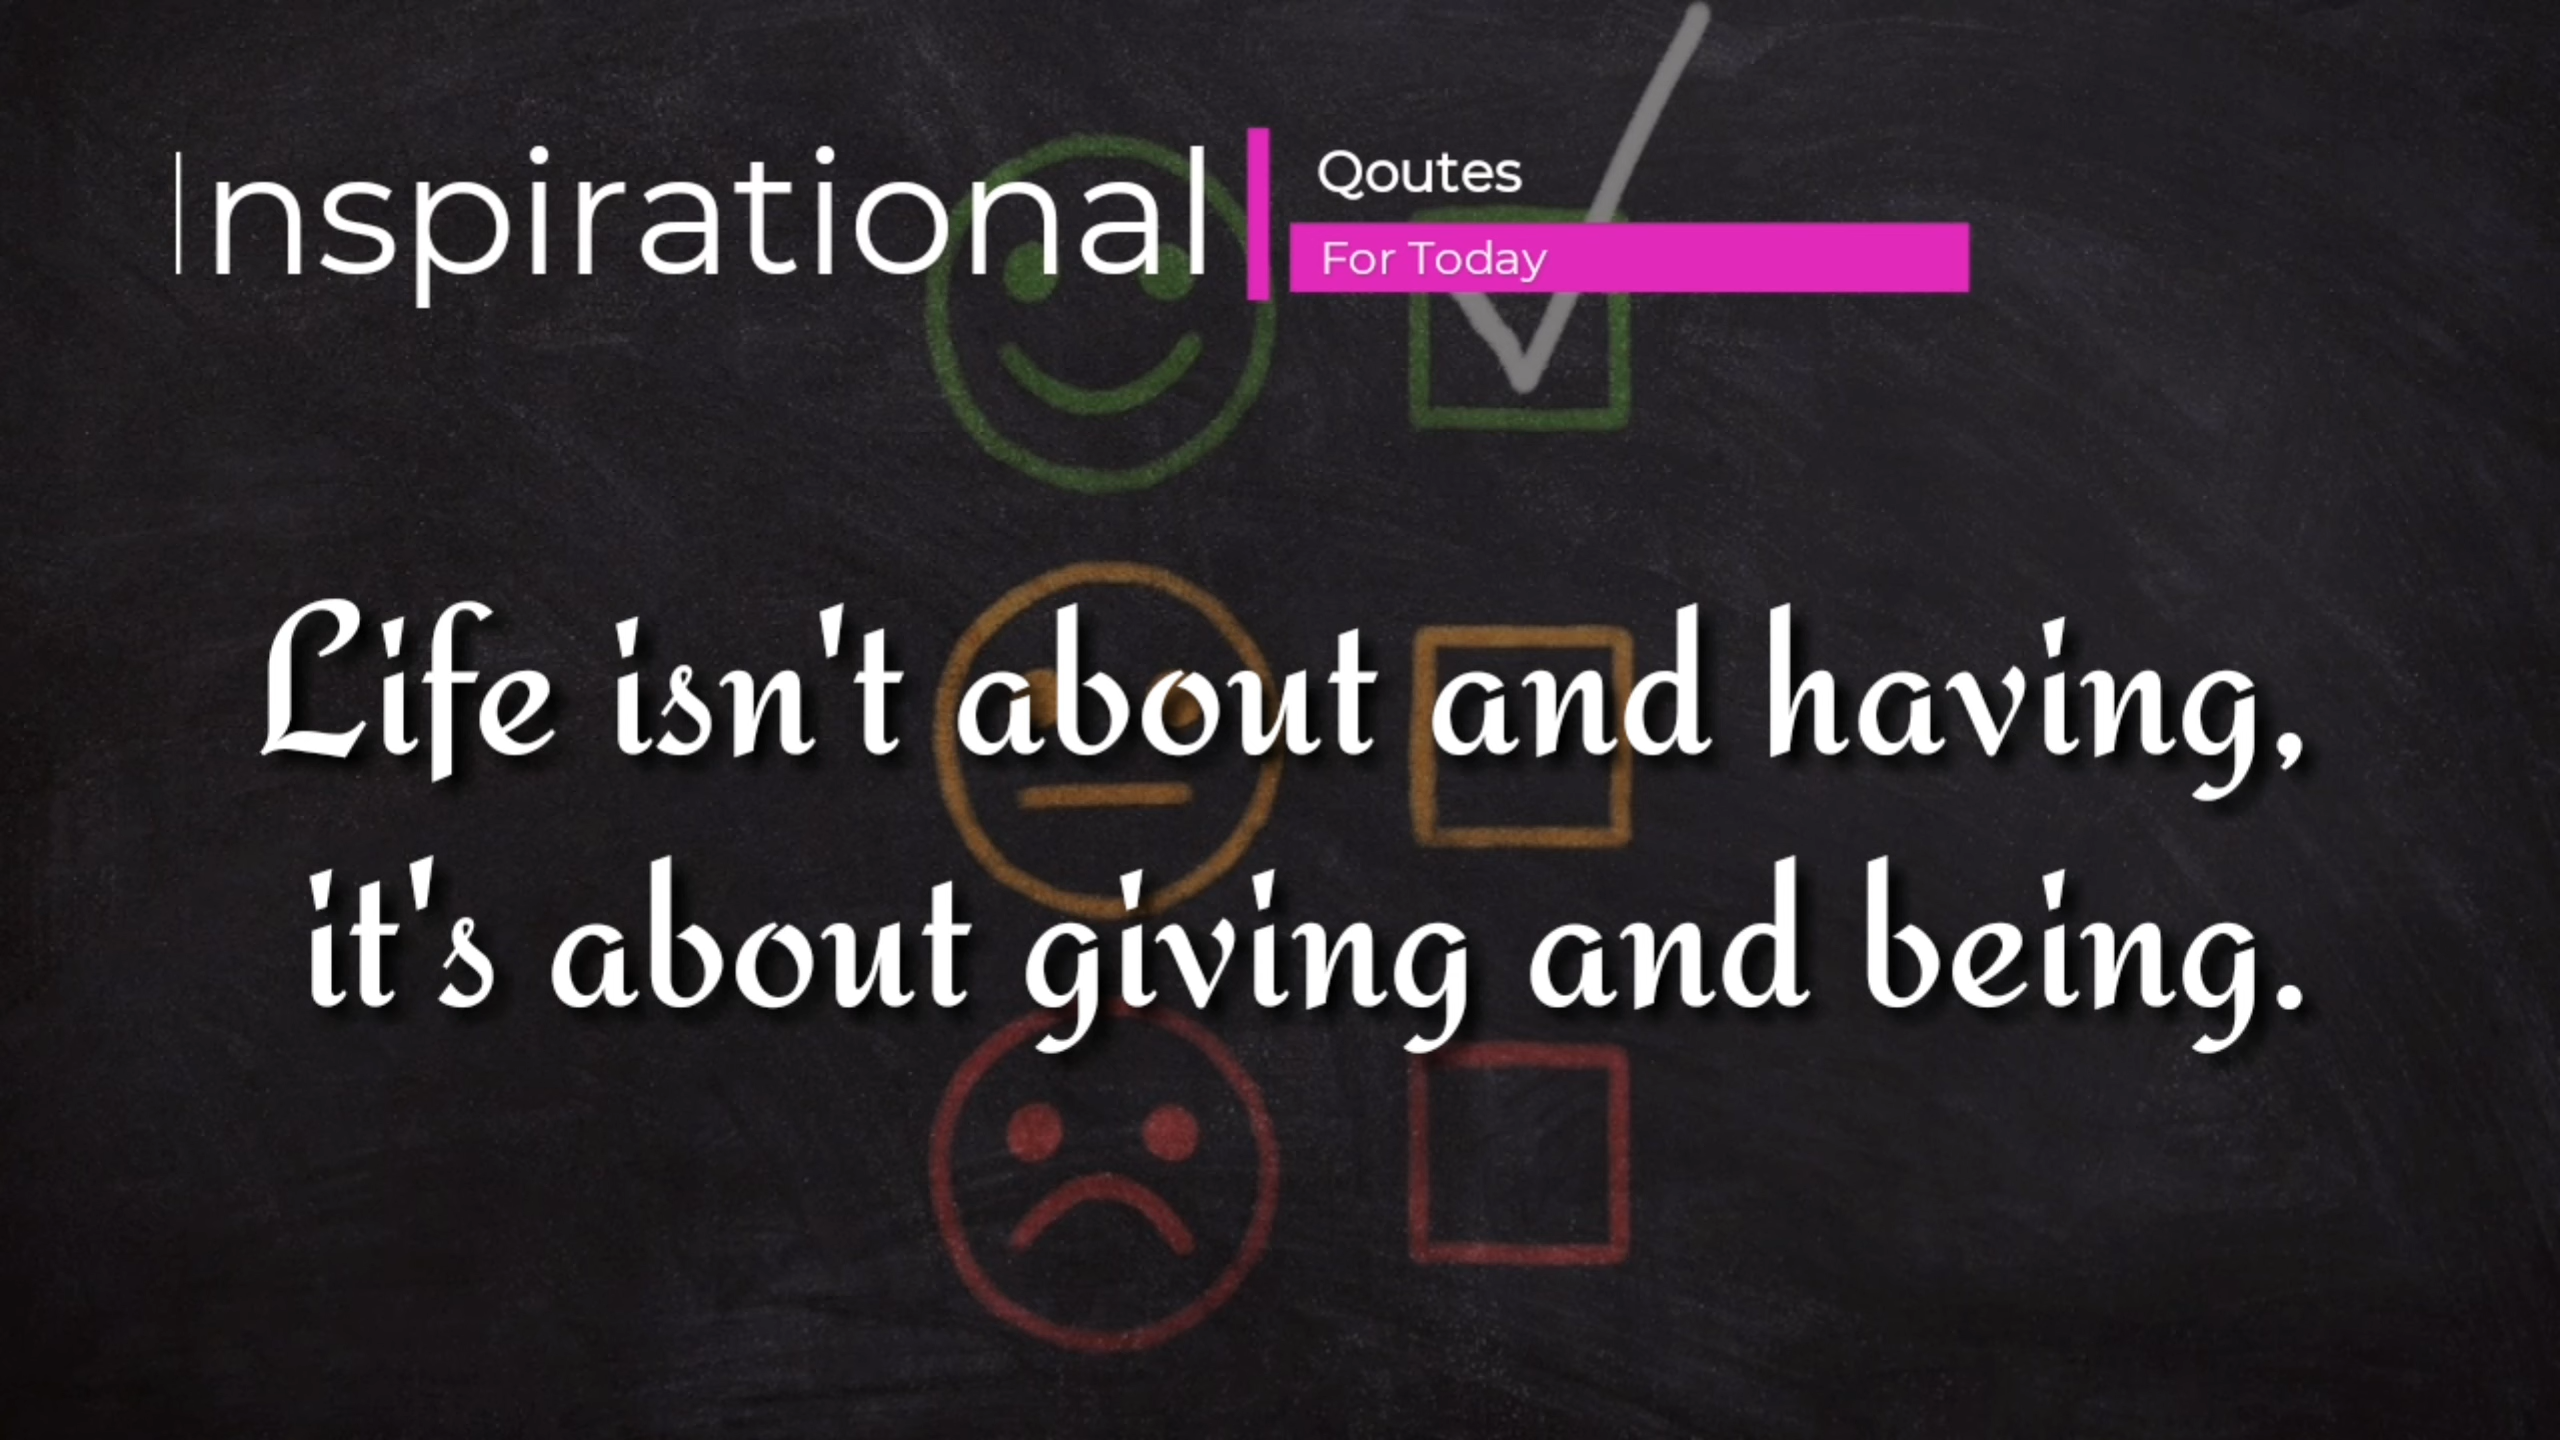 Inspirational
Qoutes
For Today
Life isn't about and having,
it's about giving and being.